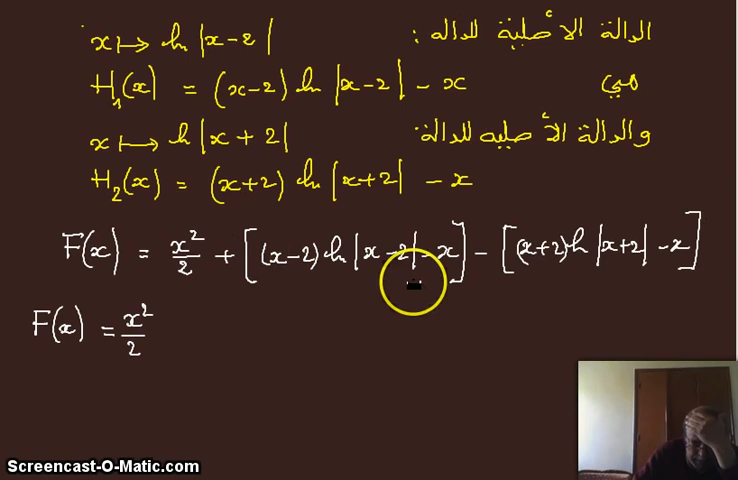 الدالة الأصلية للدالة : x ↦ ln |x-2|
هي H₁(x) = (x-2) ln |x-2| - x
والدالة الأصليه للدالة. x ↦ ln |x+2|
H₂(x) = (x+2) ln |x+2| - x
F(x) = x²/2 + [(x-2) ln |x-2| - x] - [(x+2) ln |x+2| - x]
F(x) = x²/2
Screencast-O-Matic.com